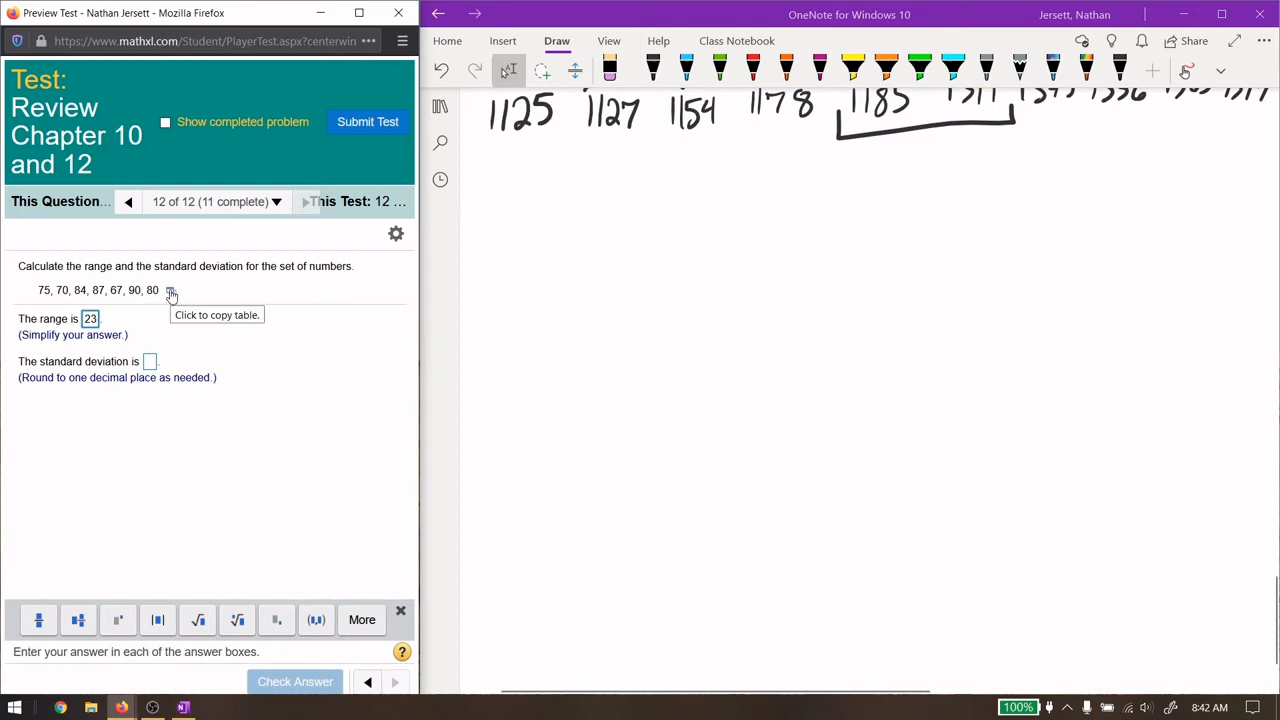 Preview Test - Nathan Jersett - Mozilla Firefox
https://www.mathxl.com/Student/PlayerTest.aspx?centerwin
Test:
Review
Chapter 10
and 12
Show completed problem
Submit Test
This Question...
12 of 12 (11 complete)
This Test: 12 ...
Calculate the range and the standard deviation for the set of numbers.
75, 70, 84, 87, 67, 90, 80
Click to copy table.
The range is 23.
(Simplify your answer.)
The standard deviation is .
(Round to one decimal place as needed.)
More
Enter your answer in each of the answer boxes.
?
Check Answer
OneNote for Windows 10
Jersett, Nathan
Home Insert Draw View Help Class Notebook
Share
1125 1127 1154 1178 1185
100%
8:42 AM